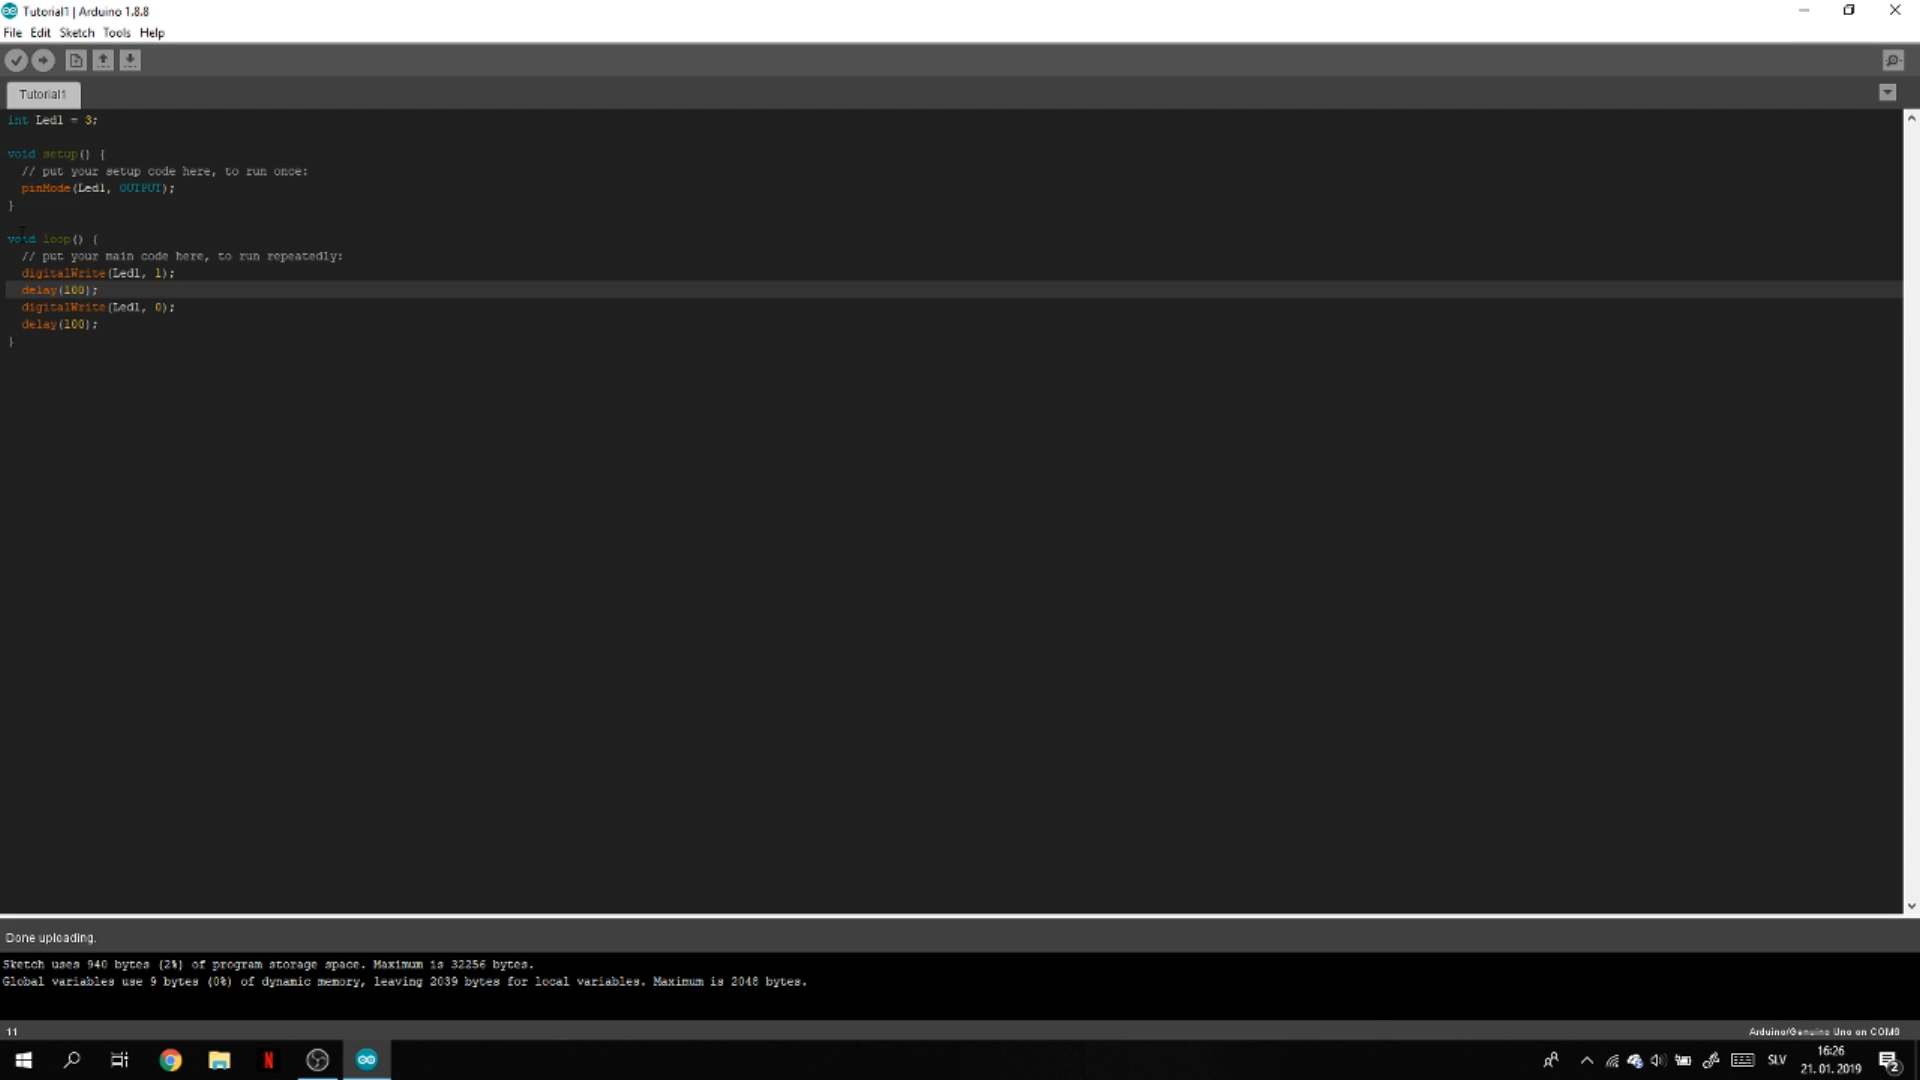 Tutorial1 | Arduino 1.8.8
File Edit Sketch Tools Help
Tutorial1
int Led1 = 3;
void setup() {
// put your setup code here, to run once:
pinMode(Led1, OUTPUT);
}
void loop() {
// put your main code here, to run repeatedly:
digitalWrite(Led1, 1);
delay(100);
digitalWrite(Led1, 0);
delay(100);
}
Done uploading.
Sketch uses 940 bytes (2%) of program storage space. Maximum is 32256 bytes.
Global variables use 9 bytes (0%) of dynamic memory, leaving 2039 bytes for local variables. Maximum is 2048 bytes.
11
Arduino/Genuino Uno on
N
SLV
16:26
21. 01. 2019
2